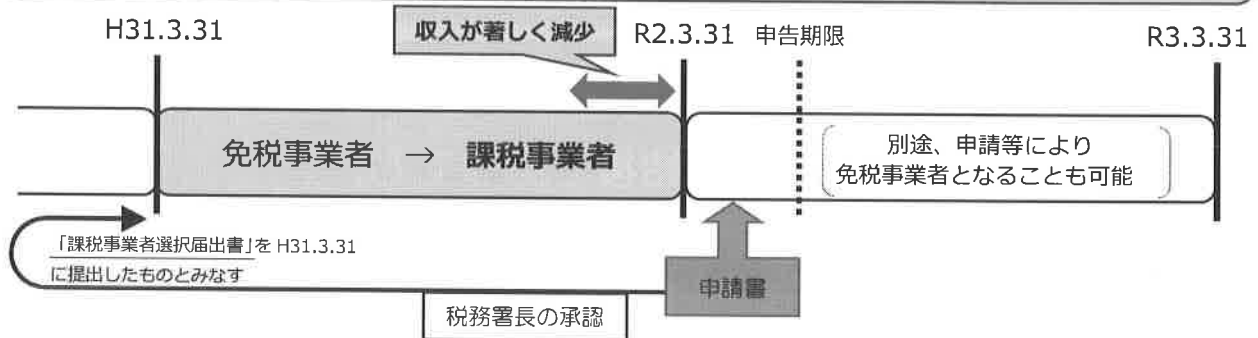 H31.3.31
収入が著しく減少
R2.3.31
申告期限
R3.3.31
免税事業者 → 課税事業者
別途、申請等により
免税事業者となることも可能
「課税事業者選択届出書」を H31.3.31
に提出したものとみなす
申請書
税務署長の承認